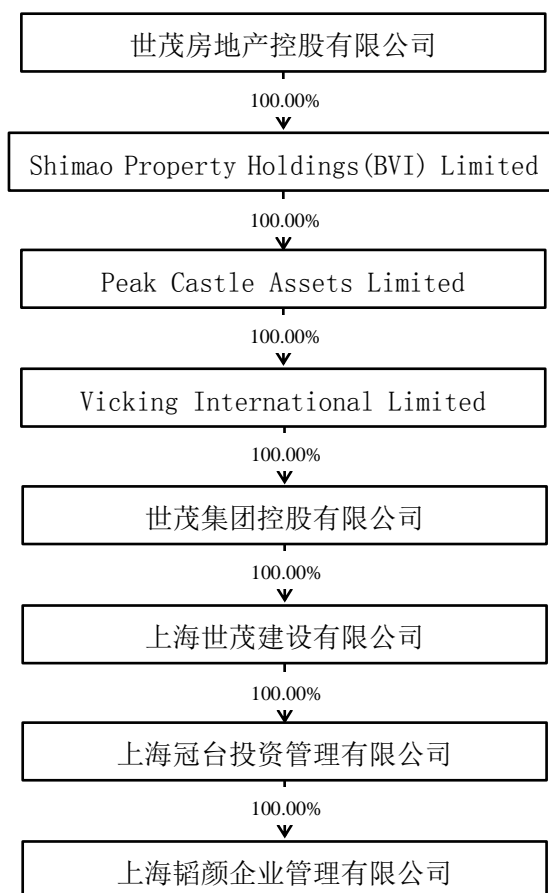 世茂房地产控股有限公司
100.00%
Shimao Property Holdings(BVI) Limited
100.00%
Peak Castle Assets Limited
100.00%
Vicking International Limited
100.00%
世茂集团控股有限公司
100.00%
上海世茂建设有限公司
100.00%
上海冠台投资管理有限公司
100.00%
上海韬颜企业管理有限公司